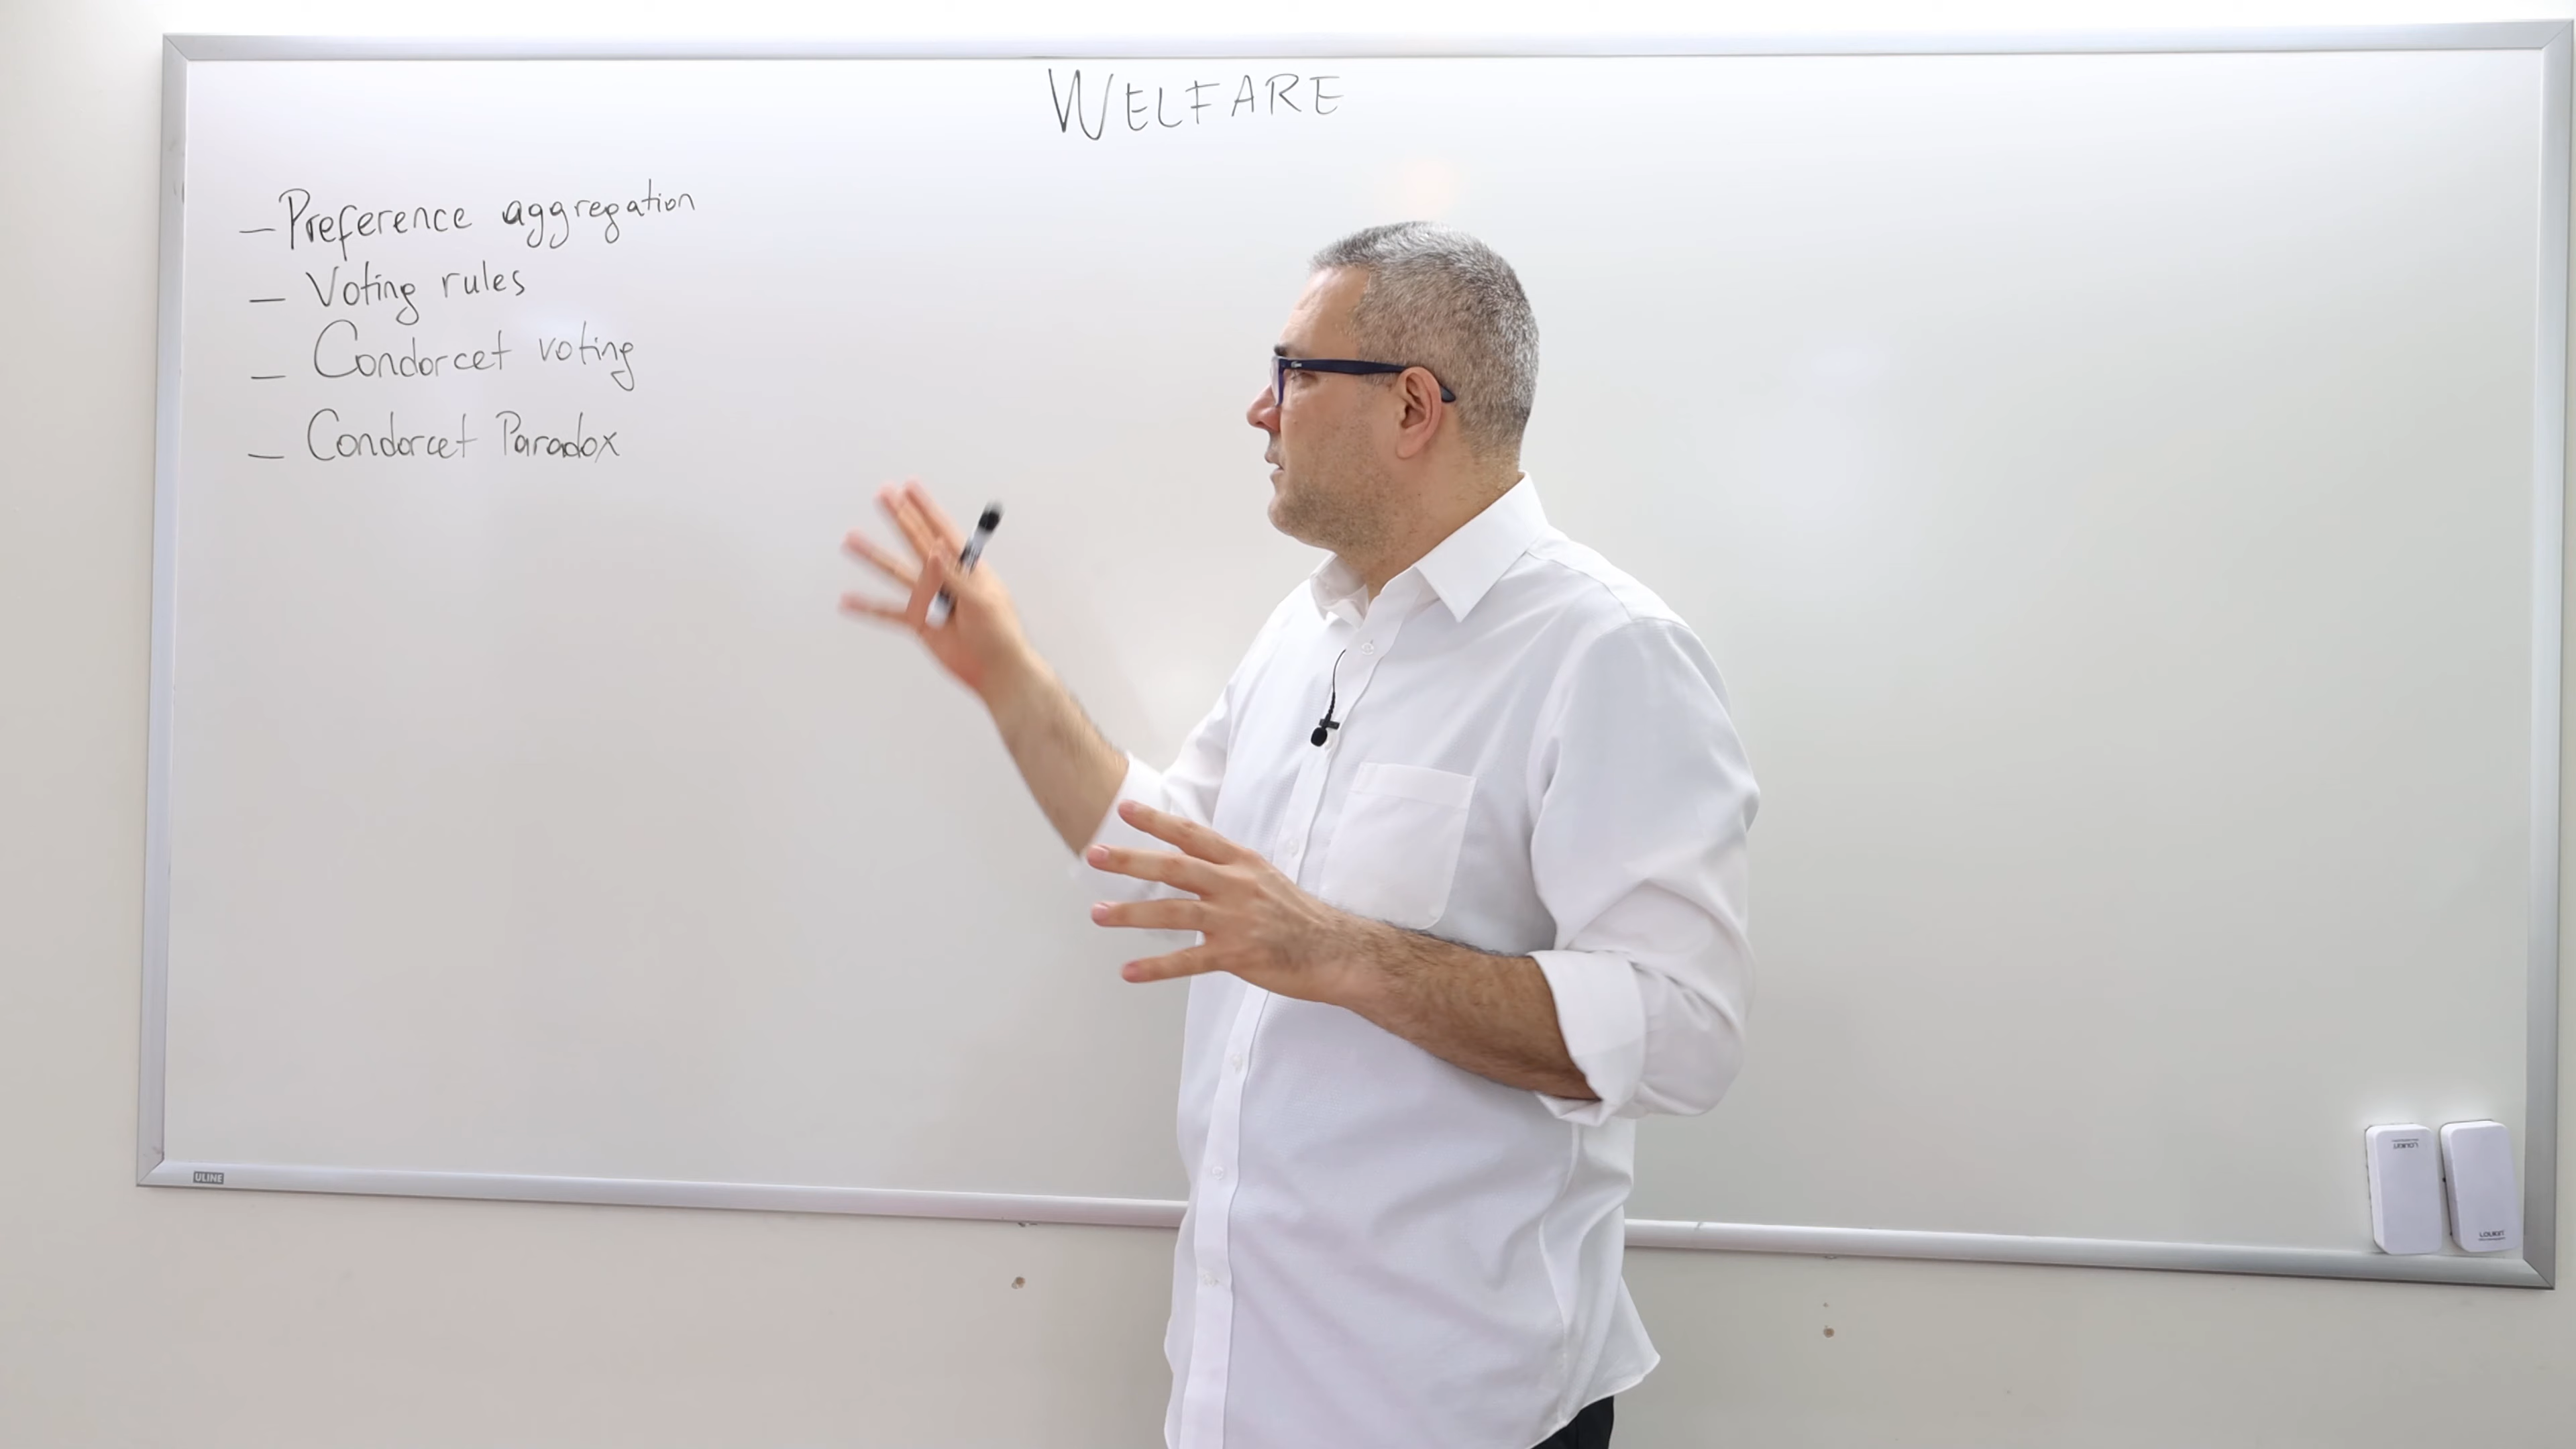 WELFARE
– Preference aggregation
– Voting rules
– Condorcet voting
– Condorcet Paradox
ULINE